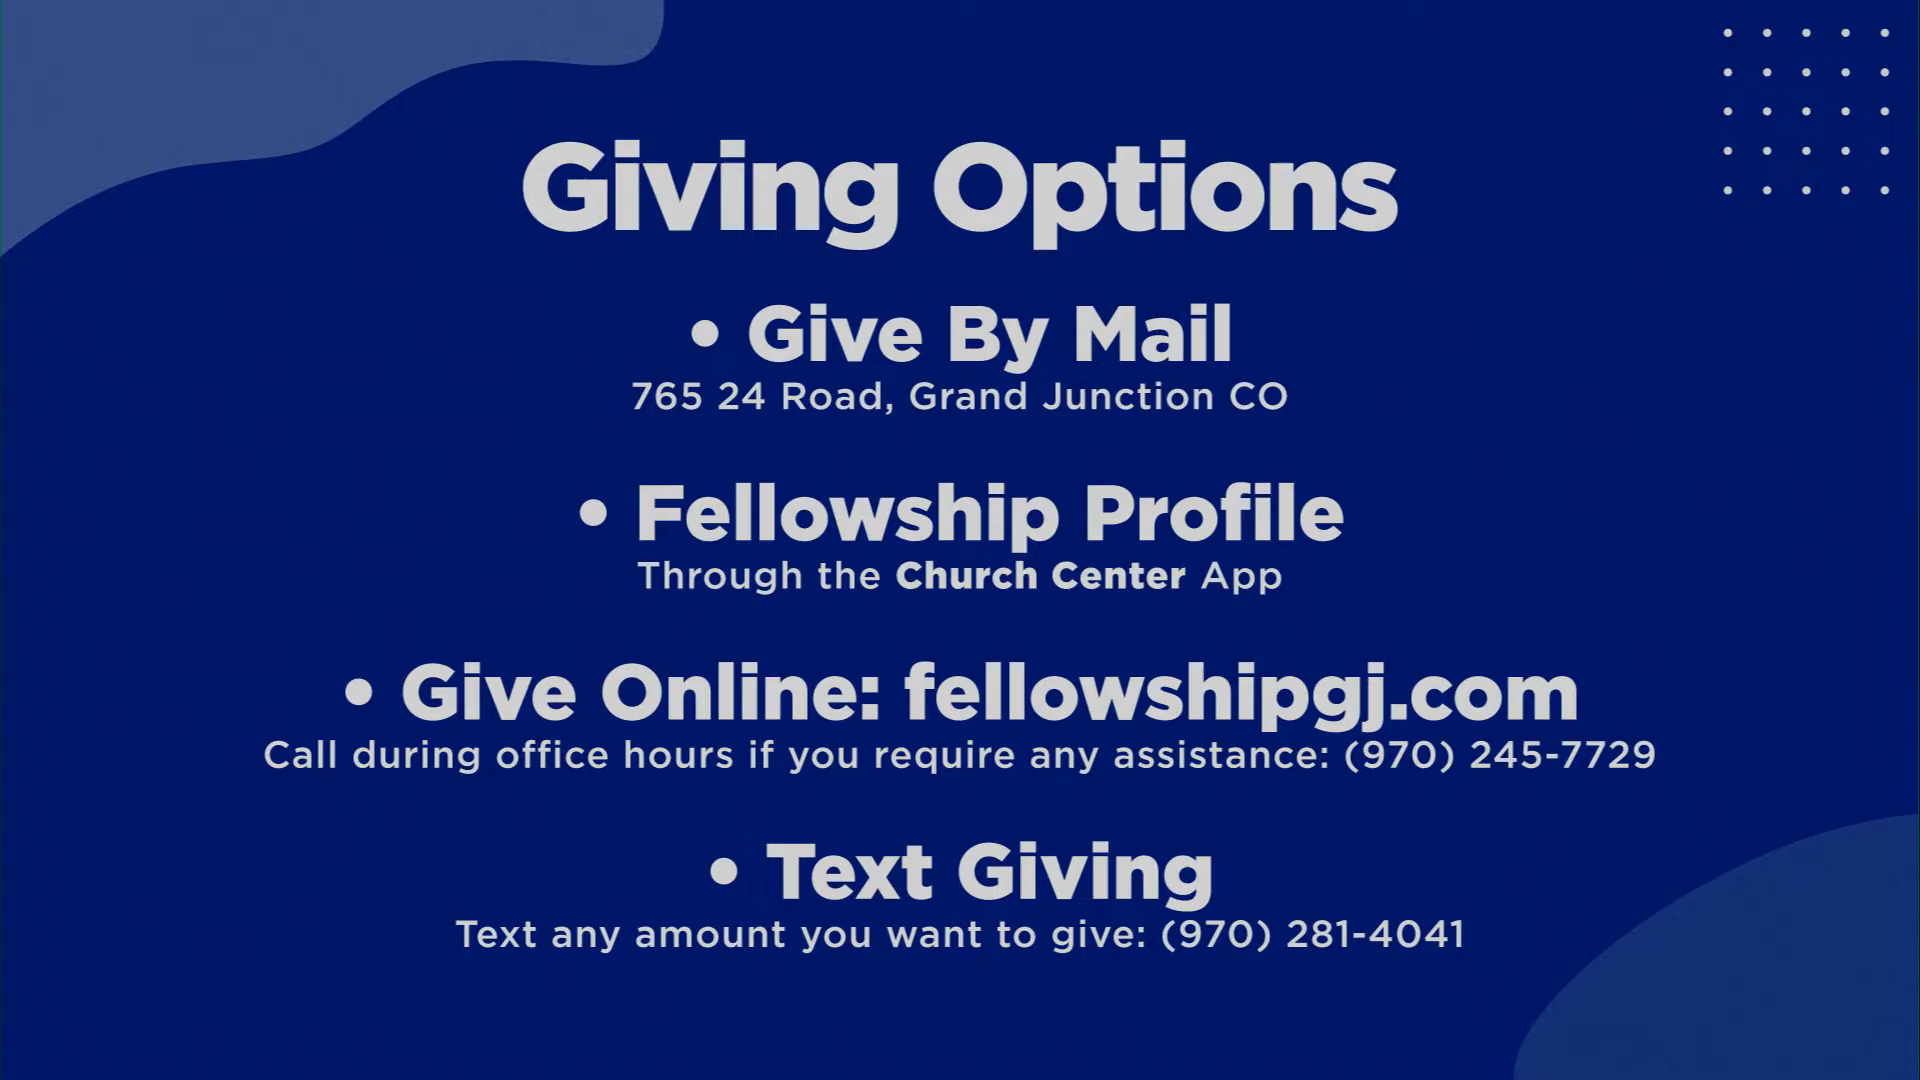 Giving Options
• Give By Mail
765 24 Road, Grand Junction CO
• Fellowship Profile
Through the Church Center App
• Give Online: fellowshipgj.com
Call during office hours if you require any assistance: (970) 245-7729
• Text Giving
Text any amount you want to give: (970) 281-4041